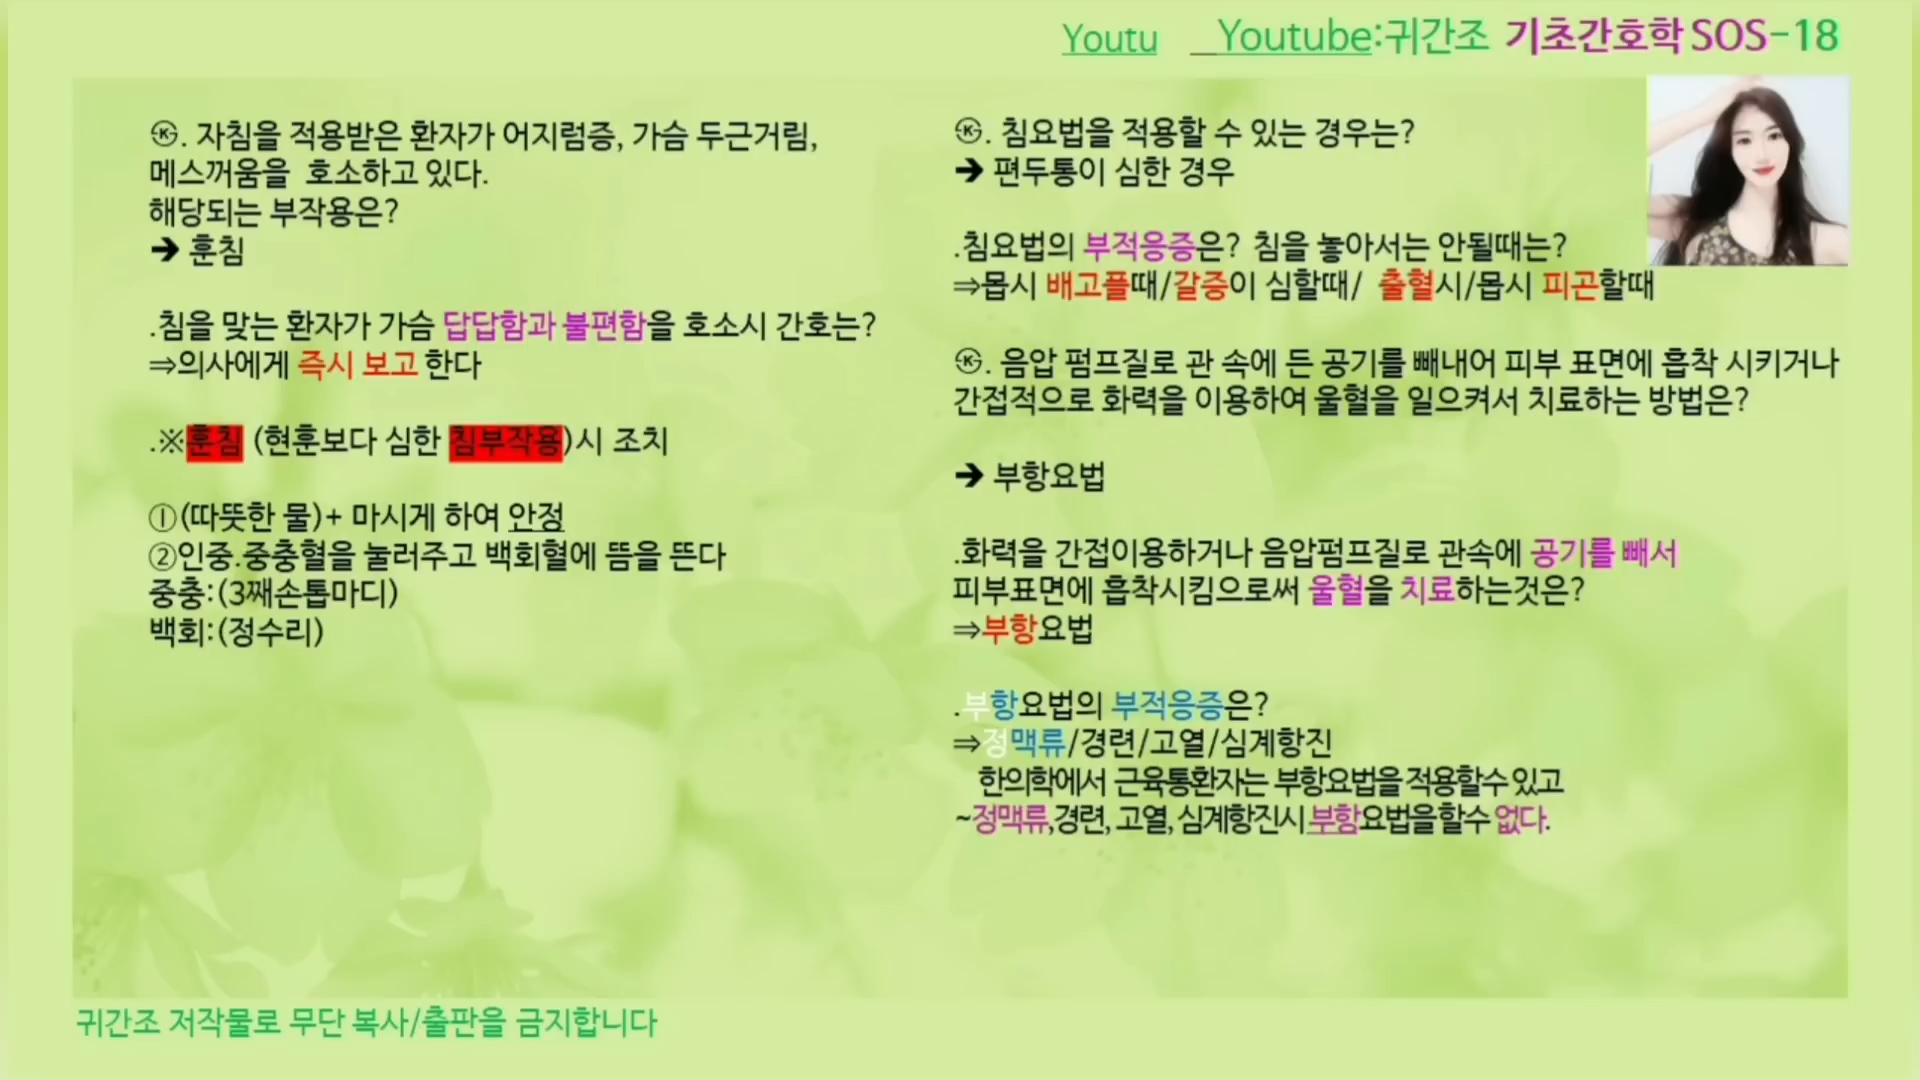 Youtu __Youtube:귀간조 기초간호학 SOS-18
㉿. 자침을 적용받은 환자가 어지럼증, 가슴 두근거림,
메스꺼움을 호소하고 있다.
해당되는 부작용은?
➔ 훈침
.침을 맞는 환자가 가슴 답답함과 불편함을 호소시 간호는?
⇒의사에게 즉시 보고 한다
.※훈침 (현훈보다 심한 침부작용)시 조치
①(따뜻한 물)+ 마시게 하여 안정
②인중.중충혈을 눌러주고 백회혈에 뜸을 뜬다
중충:(3째손톱마디)
백회:(정수리)
㉿. 침요법을 적용할 수 있는 경우는?
➔ 편두통이 심한 경우
.침요법의 부적응증은? 침을 놓아서는 안될때는?
⇒몹시 배고플때/갈증이 심할때/ 출혈시/몹시 피곤할때
㉿. 음압 펌프질로 관 속에 든 공기를 빼내어 피부 표면에 흡착 시키거나
간접적으로 화력을 이용하여 울혈을 일으켜서 치료하는 방법은?
➔ 부항요법
.화력을 간접이용하거나 음압펌프질로 관속에 공기를 빼서
피부표면에 흡착시킴으로써 울혈을 치료하는것은?
⇒부항요법
.부항요법의 부적응증은?
⇒정맥류/경련/고열/심계항진
한의학에서 근육통환자는 부항요법을 적용할수 있고
~정맥류,경련, 고열, 심계항진시 부항요법을 할수 없다.
귀간조 저작물로 무단 복사/출판을 금지합니다